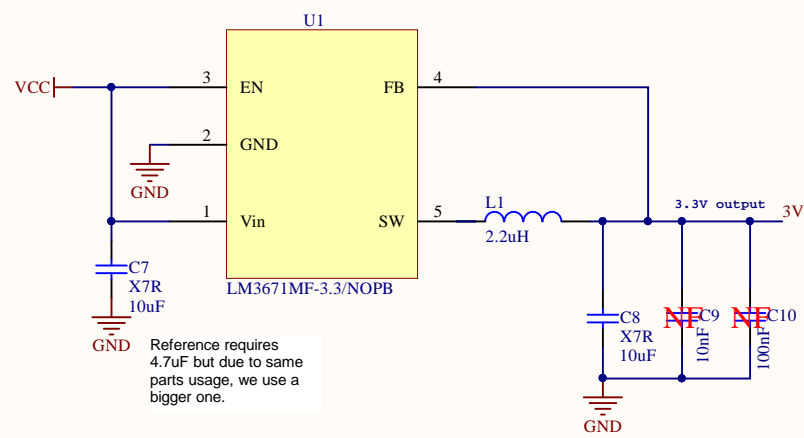 U1
VCC
3
EN
FB
4
2
GND
GND
1
Vin
SW
5
L1
2.2uH
3.3V output
3V
C7
X7R
10uF
GND
LM3671MF-3.3/NOPB
Reference requires
4.7uF but due to same
parts usage, we use a
bigger one.
C8
X7R
10uF
NF
C9
10nF
NF
C10
100nF
GND